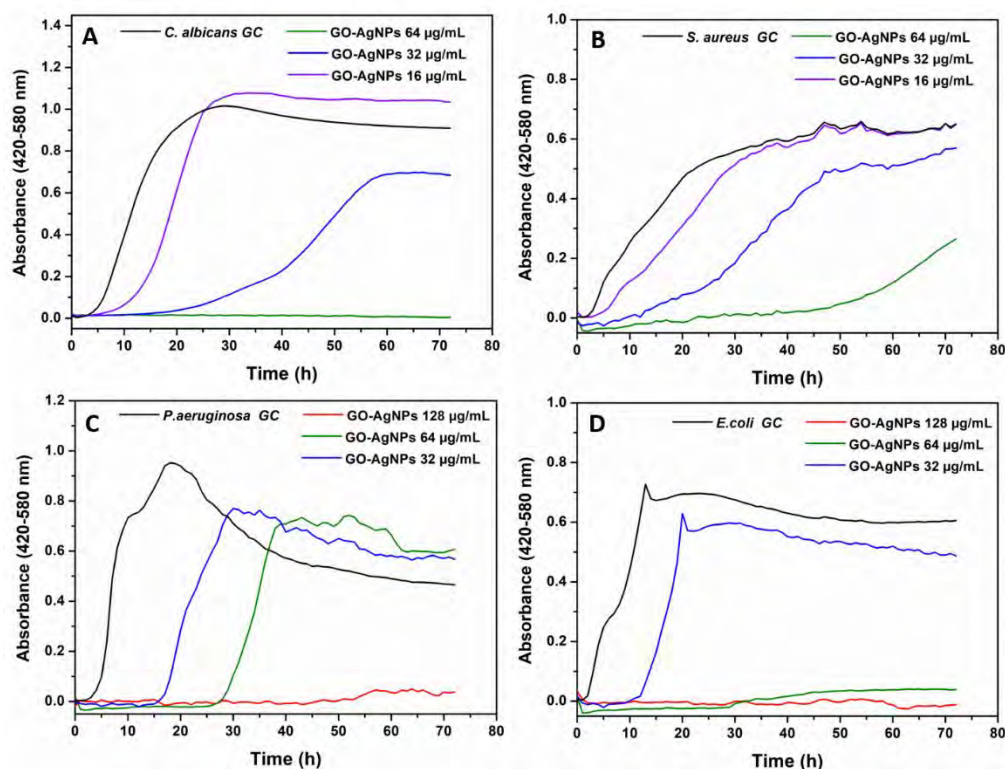 A
C. albicans GC
GO-AgNPs 64 µg/mL
GO-AgNPs 32 µg/mL
GO-AgNPs 16 µg/mL
Absorbance (420-580 nm)
1.4
1.2
1.0
0.8
0.6
0.4
0.2
0.0
0 10 20 30 40 50 60 70 80
Time (h)
B
S. aureus GC
GO-AgNPs 64 µg/mL
GO-AgNPs 32 µg/mL
GO-AgNPs 16 µg/mL
Absorbance (420-580 nm)
1.0
0.8
0.6
0.4
0.2
0.0
0 10 20 30 40 50 60 70 80
Time (h)
C
P.aeruginosa GC
GO-AgNPs 128 µg/mL
GO-AgNPs 64 µg/mL
GO-AgNPs 32 µg/mL
Absorbance (420-580 nm)
1.2
1.0
0.8
0.6
0.4
0.2
0.0
0 10 20 30 40 50 60 70 80
Time (h)
D
E.coli GC
GO-AgNPs 128 µg/mL
GO-AgNPs 64 µg/mL
GO-AgNPs 32 µg/mL
Absorbance (420-580 nm)
1.0
0.8
0.6
0.4
0.2
0.0
0 10 20 30 40 50 60 70 80
Time (h)